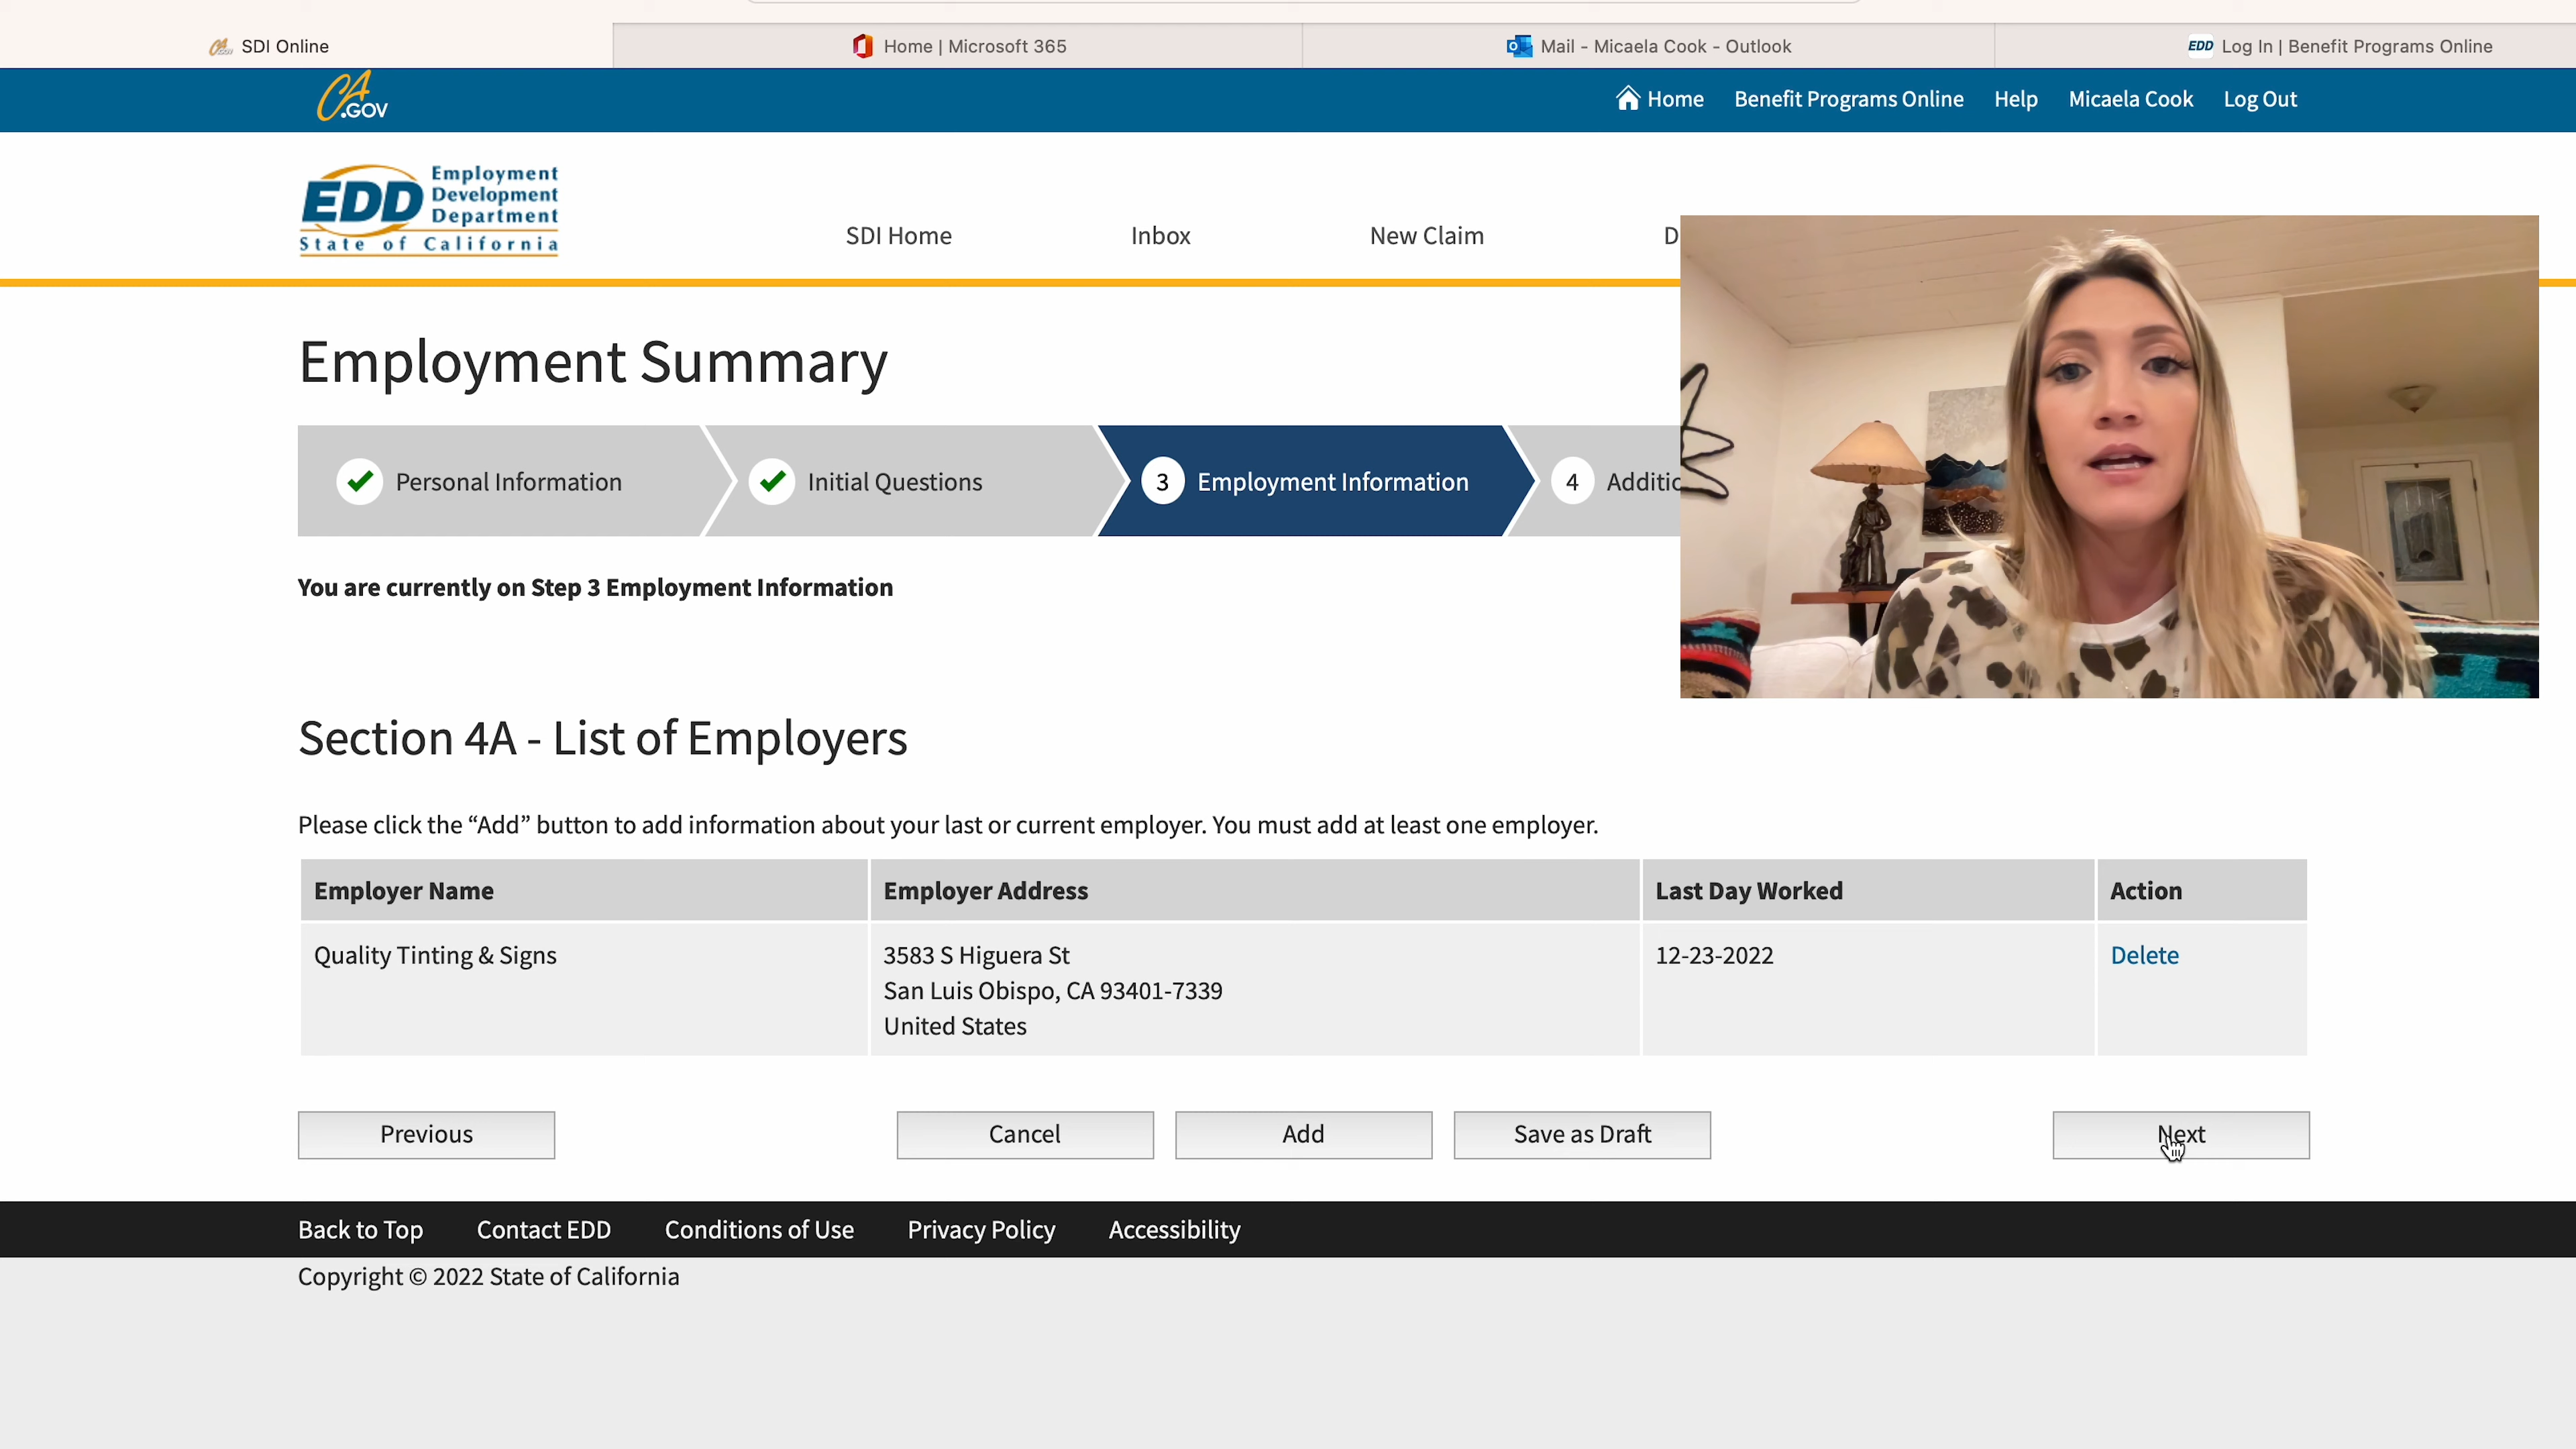 SDI Online
Home | Microsoft 365
Mail - Micaela Cook - Outlook
EDD Log In | Benefit Programs Online
CA.GOV
Home
Benefit Programs Online
Help
Micaela Cook
Log Out
EDD
Employment
Development
Department
State of California
SDI Home
Inbox
New Claim
D
Employment Summary
Personal Information
Initial Questions
3 Employment Information
4 Additio
You are currently on Step 3 Employment Information
Section 4A - List of Employers
Please click the “Add” button to add information about your last or current employer. You must add at least one employer.
Employer Name
Employer Address
Last Day Worked
Action
Quality Tinting & Signs
3583 S Higuera St
San Luis Obispo, CA 93401-7339
United States
12-23-2022
Delete
Previous
Cancel
Add
Save as Draft
Next
Back to Top
Contact EDD
Conditions of Use
Privacy Policy
Accessibility
Copyright © 2022 State of California